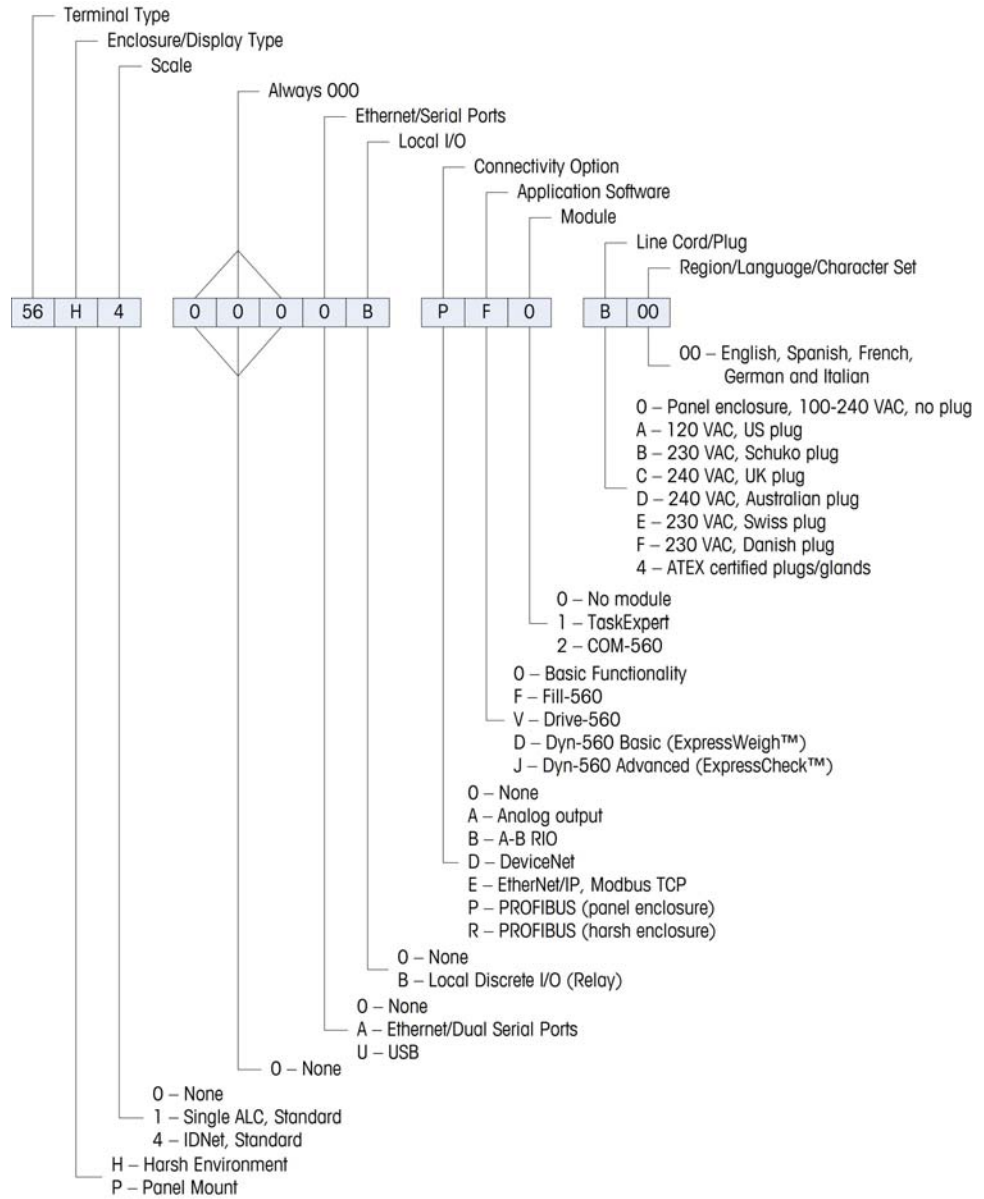 Terminal Type
Enclosure/Display Type
Scale
Always 000
Ethernet/Serial Ports
Local I/O
Connectivity Option
Application Software
Module
Line Cord/Plug
Region/Language/Character Set
56 H 4 0 0 0 0 B P F 0 B 00
00 – English, Spanish, French,
German and Italian
0 – Panel enclosure, 100-240 VAC, no plug
A – 120 VAC, US plug
B – 230 VAC, Schuko plug
C – 240 VAC, UK plug
D – 240 VAC, Australian plug
E – 230 VAC, Swiss plug
F – 230 VAC, Danish plug
4 – ATEX certified plugs/glands
0 – No module
1 – TaskExpert
2 – COM-560
0 – Basic Functionality
F – Fill-560
V – Drive-560
D – Dyn-560 Basic (ExpressWeigh™)
J – Dyn-560 Advanced (ExpressCheck™)
0 – None
A – Analog output
B – A-B RIO
D – DeviceNet
E – EtherNet/IP, Modbus TCP
P – PROFIBUS (panel enclosure)
R – PROFIBUS (harsh enclosure)
0 – None
B – Local Discrete I/O (Relay)
0 – None
A – Ethernet/Dual Serial Ports
U – USB
0 – None
0 – None
1 – Single ALC, Standard
4 – IDNet, Standard
H – Harsh Environment
P – Panel Mount